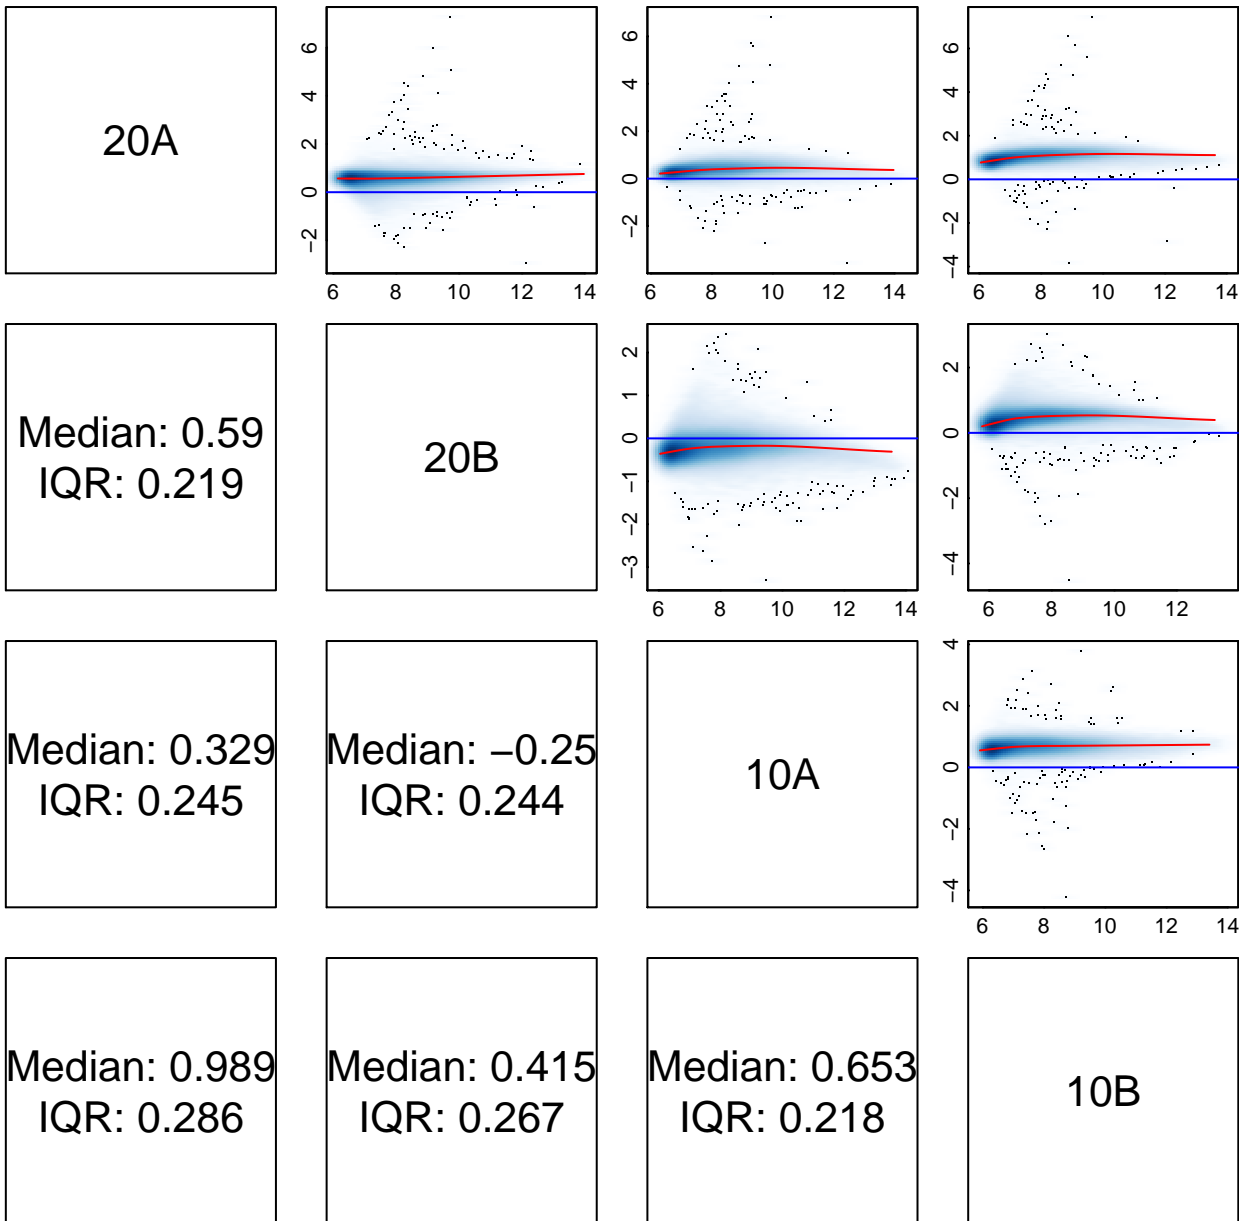 20A
6
4
2
0
−2
6 8 10 12 14
6
4
2
0
−2
6 8 10 12 14
6
4
2
0
−2
−4
6 8 10 12 14
Median: 0.59
IQR: 0.219
20B
2
1
0
−1
−2
−3
6 8 10 12 14
2
0
−2
−4
6 8 10 12
Median: 0.329
IQR: 0.245
Median: −0.25
IQR: 0.244
10A
4
2
0
−2
−4
6 8 10 12 14
Median: 0.989
IQR: 0.286
Median: 0.415
IQR: 0.267
Median: 0.653
IQR: 0.218
10B